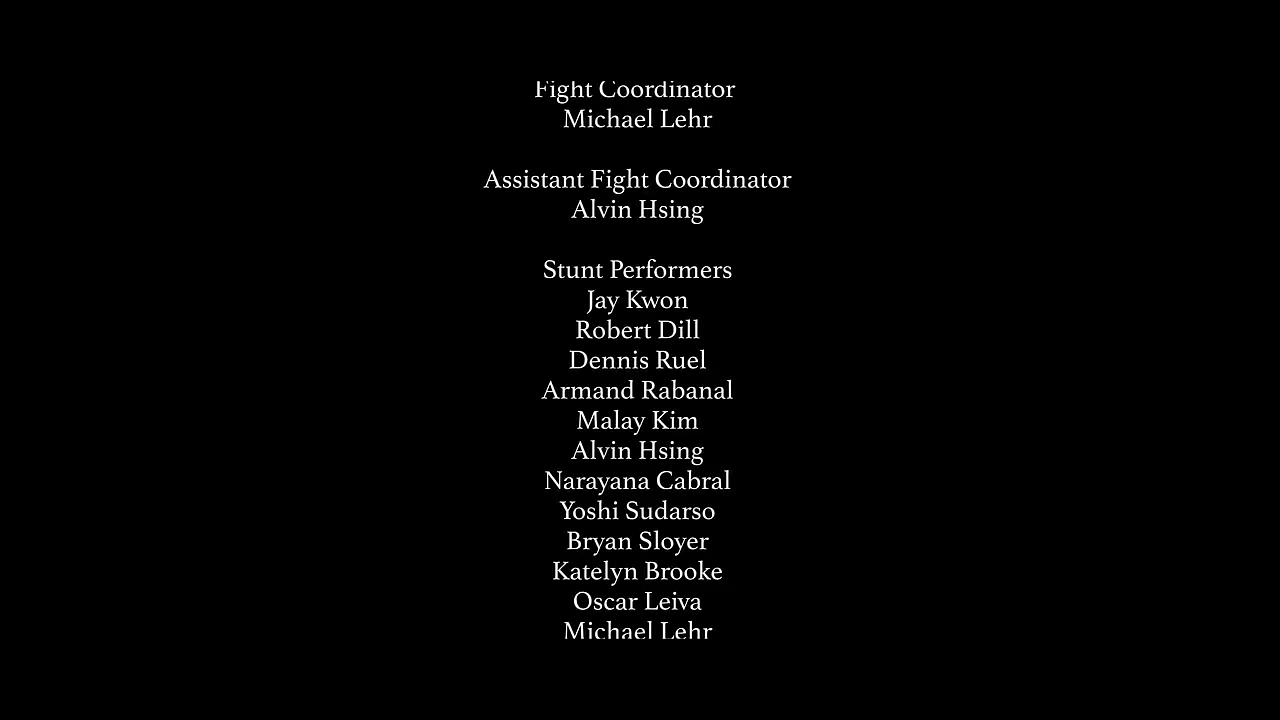 Fight Coordinator
Michael Lehr
Assistant Fight Coordinator
Alvin Hsing
Stunt Performers
Jay Kwon
Robert Dill
Dennis Ruel
Armand Rabanal
Malay Kim
Alvin Hsing
Narayana Cabral
Yoshi Sudarso
Bryan Sloyer
Katelyn Brooke
Oscar Leiva
Michael Lehr